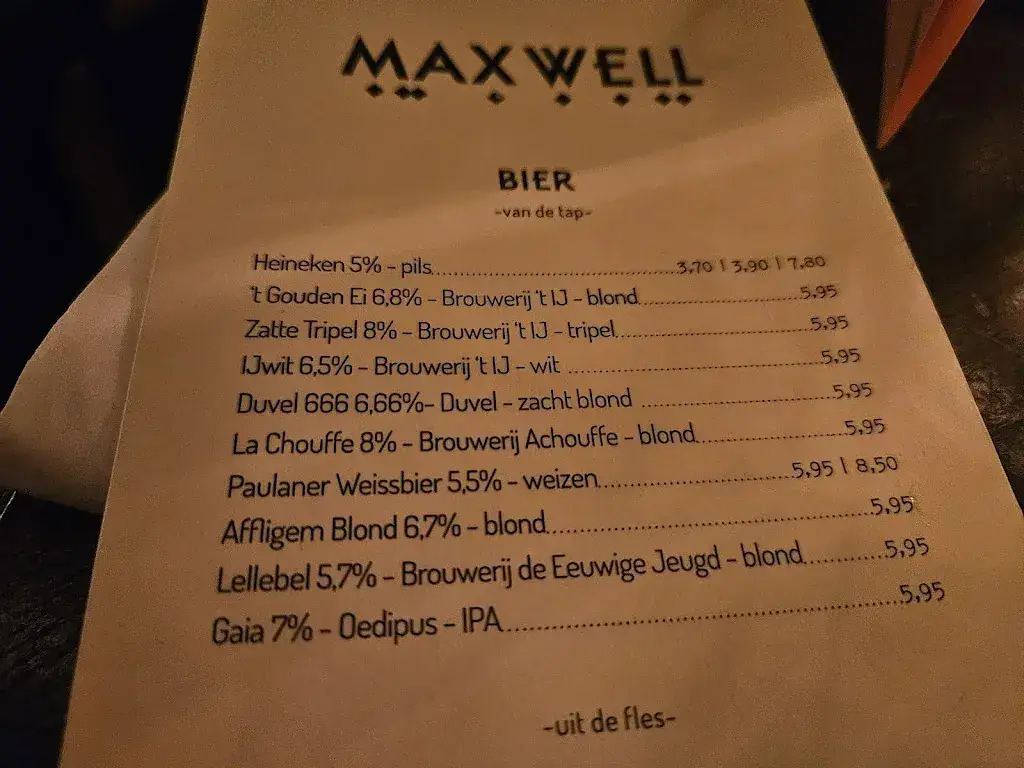 MAXWELL
BIER
-van de tap-
Heineken 5% - pils 3,70 | 3,90 | 7,80
't Gouden Ei 6,8% - Brouwerij 't IJ - blond 5,95
Zatte Tripel 8% - Brouwerij 't IJ - tripel 5,95
IJwit 6,5% - Brouwerij 't IJ - wit 5,95
Duvel 666 6,66%- Duvel - zacht blond 5,95
La Chouffe 8% - Brouwerij Achouffe - blond 5,95
Paulaner Weissbier 5,5% - weizen 5,95 | 8,50
Affligem Blond 6,7% - blond 5,95
Lellebel 5,7% - Brouwerij de Eeuwige Jeugd - blond 5,95
Gaia 7% - Oedipus - IPA 5,95
-uit de fles-